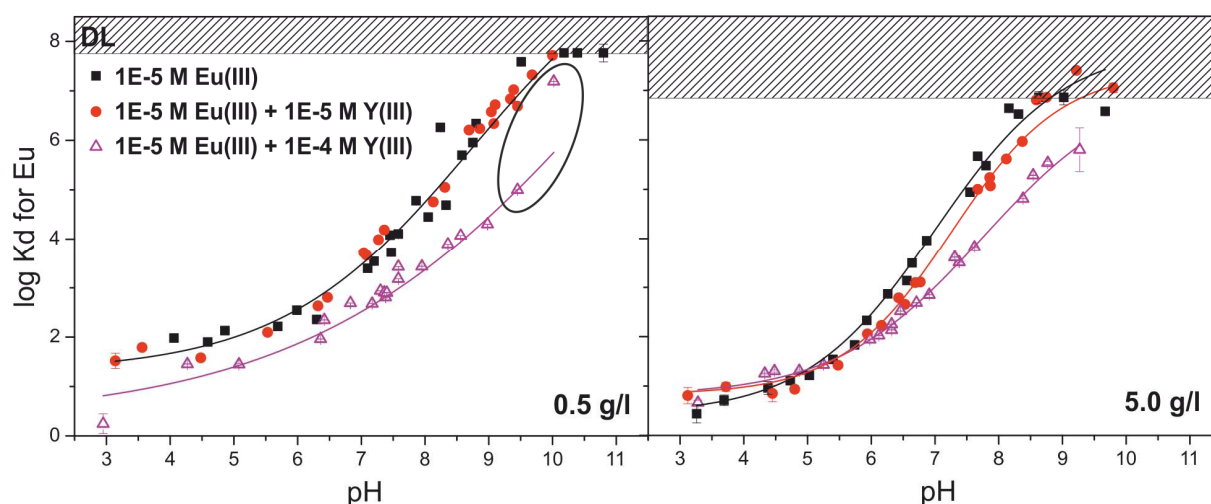 DL
1E-5 M Eu(III)
1E-5 M Eu(III) + 1E-5 M Y(III)
1E-5 M Eu(III) + 1E-4 M Y(III)
log Kd for Eu
8
6
4
2
0
0.5 g/l
3 4 5 6 7 8 9 10 11
pH
5.0 g/l
3 4 5 6 7 8 9 10 11
pH